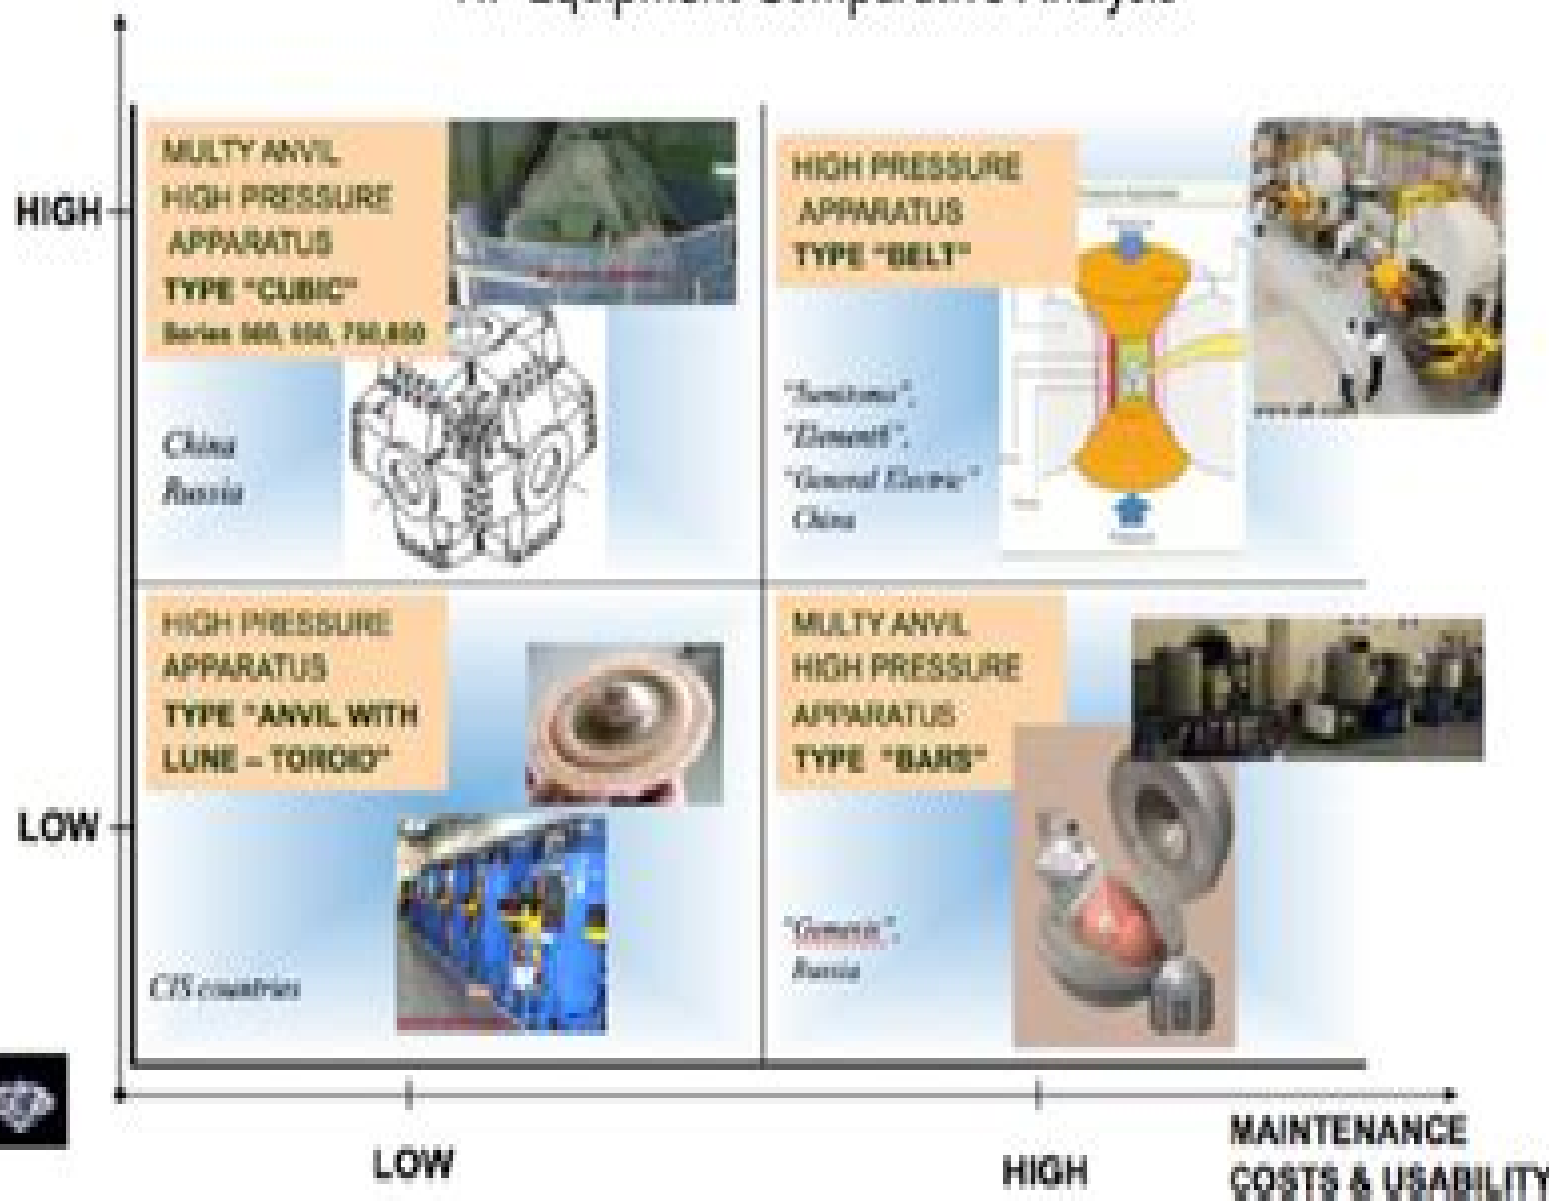 Equipment Comparative Analysis
HIGH
MULTY ANVIL
HIGH PRESSURE
APPARATUS
TYPE "CUBIC"
China
Russia
HIGH PRESSURE
APPARATUS
TYPE "BELT"
"Sumitomo",
"Element6",
"General Electric"
China
LOW
HIGH PRESSURE
APPARATUS
TYPE "ANVIL WITH
LUNE – TOROID"
CIS countries
MULTY ANVIL
HIGH PRESSURE
APPARATUS
TYPE "BARS"
"Gemesis",
Russia
LOW
HIGH
MAINTENANCE
COSTS & USABILITY